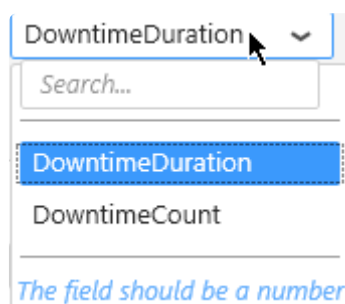 DowntimeDuration
Search...
DowntimeDuration
DowntimeCount
The field should be a number